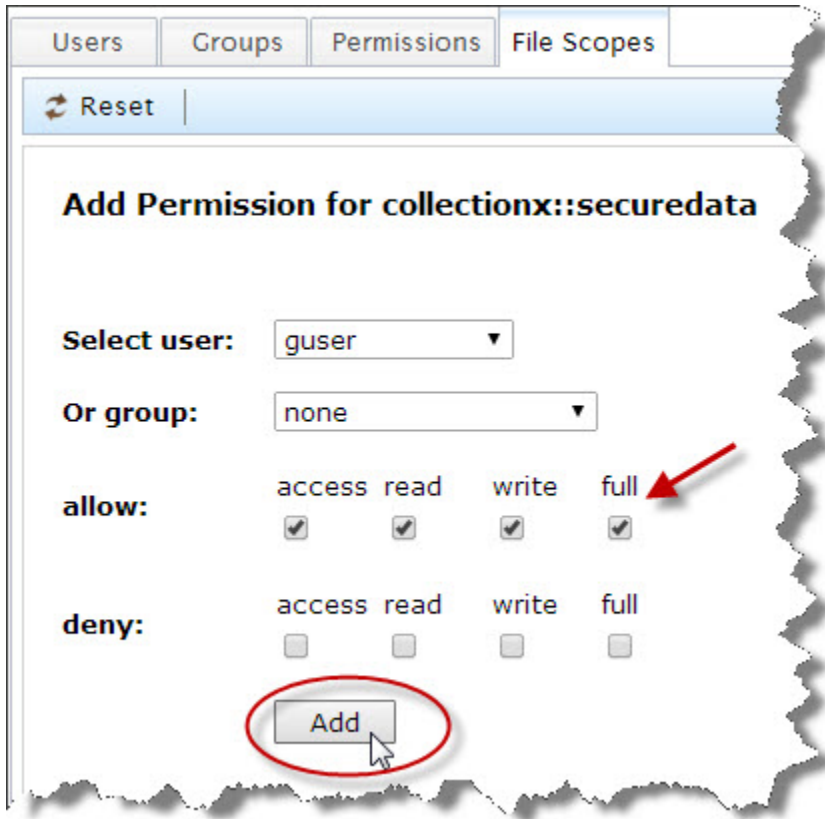 Users Groups Permissions File Scopes
Reset
Add Permission for collectionx::securedata
Select user: guser
Or group: none
access read write full
allow:
access read write full
deny:
Add